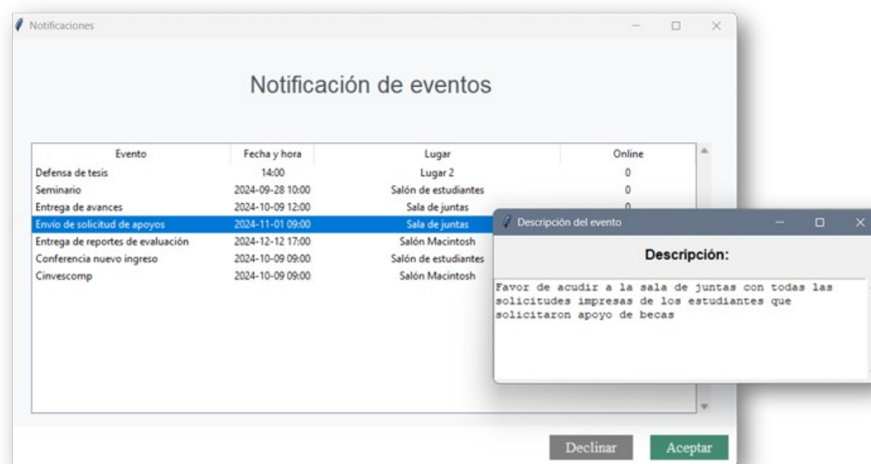 Notificaciones
Notificación de eventos
Evento Fecha y hora Lugar Online
Defensa de tesis 14:00 Lugar 2 0
Seminario 2024-09-28 10:00 Salón de estudiantes 0
Entrega de avances 2024-10-09 12:00 Sala de juntas 0
Envío de solicitud de apoyos 2024-11-01 09:00 Sala de juntas
Entrega de reportes de evaluación 2024-12-12 17:00 Salón Macintosh
Conferencia nuevo ingreso 2024-10-09 09:00 Salón de estudiantes
Cinvescomp 2024-10-09 09:00 Salón Macintosh
Descripción del evento
Descripción:
Favor de acudir a la sala de juntas con todas las
solicitudes impresas de los estudiantes que
solicitaron apoyo de becas
Declinar Aceptar